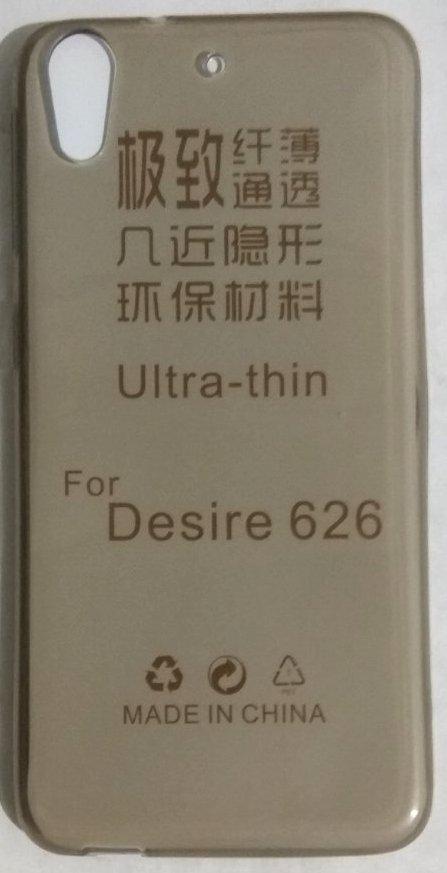 极致纤薄通透
几近隐形
环保材料
Ultra-thin
For
Desire 626
MADE IN CHINA